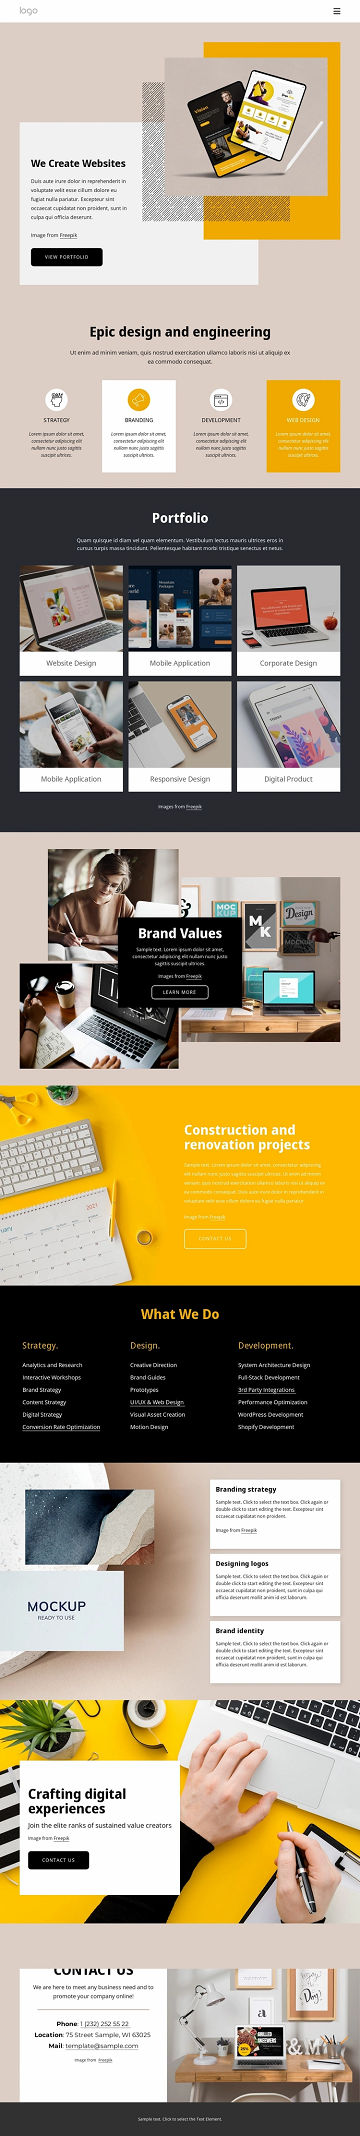 logo
We Create Websites
Duis aute irure dolor in reprehenderit in
voluptate velit esse cillum dolore eu
fugiat nulla pariatur. Excepteur sint
occaecat cupidatat non proident, sunt in
culpa qui officia deserunt.
Image from Freepik
VIEW PORTFOLIO
Epic design and engineering
Ut enim ad minim veniam, quis nostrud exercitation ullamco laboris nisi ut aliquip ex
ea commodo consequat.
STRATEGY
Lorem ipsum dolor sit amet,
consectetur adipiscing elit
nullam nunc justo sagittis
suscipit ultrices.
BRANDING
Lorem ipsum dolor sit amet,
consectetur adipiscing elit
nullam nunc justo sagittis
suscipit ultrices.
DEVELOPMENT
Lorem ipsum dolor sit amet,
consectetur adipiscing elit
nullam nunc justo sagittis
suscipit ultrices.
WEB DESIGN
Lorem ipsum dolor sit amet,
consectetur adipiscing elit
nullam nunc justo sagittis
suscipit ultrices.
Portfolio
Quam quisque id diam vel quam elementum. Vestibulum lectus mauris ultrices eros in
cursus turpis massa tincidunt. Pellentesque habitant morbi tristique senectus et netus.
Website Design
Mobile Application
Corporate Design
Mobile Application
Responsive Design
Digital Product
Images from Freepik
MOCK
UP
MK
Design
MOCKUP
Brand Values
Sample text. Lorem ipsum dolor sit amet,
consectetur adipiscing elit nullam nunc justo
sagittis suscipit ultrices.
Images from Freepik
LEARN MORE
2021
Construction and
renovation projects
Sample text. Lorem ipsum dolor sit amet, consectetur adipiscing
elit nullam nunc justo sagittis suscipit ultrices. Ut enim ad minim
veniam, quis nostrud exercitation ullamco laboris nisi ut aliquip ex
ea commodo consequat. Duis aute irure dolor in reprehenderit in
voluptate velit esse cillum dolore eu fugiat nulla pariatur.
Image from Freepik
CONTACT US
What We Do
Strategy.
Analytics and Research
Interactive Workshops
Brand Strategy
Content Strategy
Digital Strategy
Conversion Rate Optimization
Design.
Creative Direction
Brand Guides
Prototypes
UI/UX & Web Design
Visual Asset Creation
Motion Design
Development.
System Architecture Design
Full-Stack Development
3rd Party Integrations
Performance Optimization
WordPress Development
Shopify Development
MOCKUP
READY TO USE
Branding strategy
Sample text. Click to select the text box. Click again or
double click to start editing the text. Excepteur sint
occaecat cupidatat non proident.
Image from Freepik
Designing logos
Sample text. Click to select the text box. Click again or
double click to start editing the text. Excepteur sint
occaecat cupidatat non proident, sunt in culpa qui
officia deserunt mollit anim id est laborum.
Brand identity
Sample text. Click to select the text box. Click again or
double click to start editing the text. Excepteur sint
occaecat cupidatat non proident, sunt in culpa qui
officia deserunt mollit anim id est laborum.
Crafting digital
experiences
Join the elite ranks of sustained value creators
Image from Freepik
CONTACT US
CONTACT US
We are here to meet any business need and to
promote your company online!
Phone: 1 (232) 252 55 22
Location: 75 Street Sample, WI 63025
Mail: template@sample.com
Image from Freepik
Sample text. Click to select the Text Element.